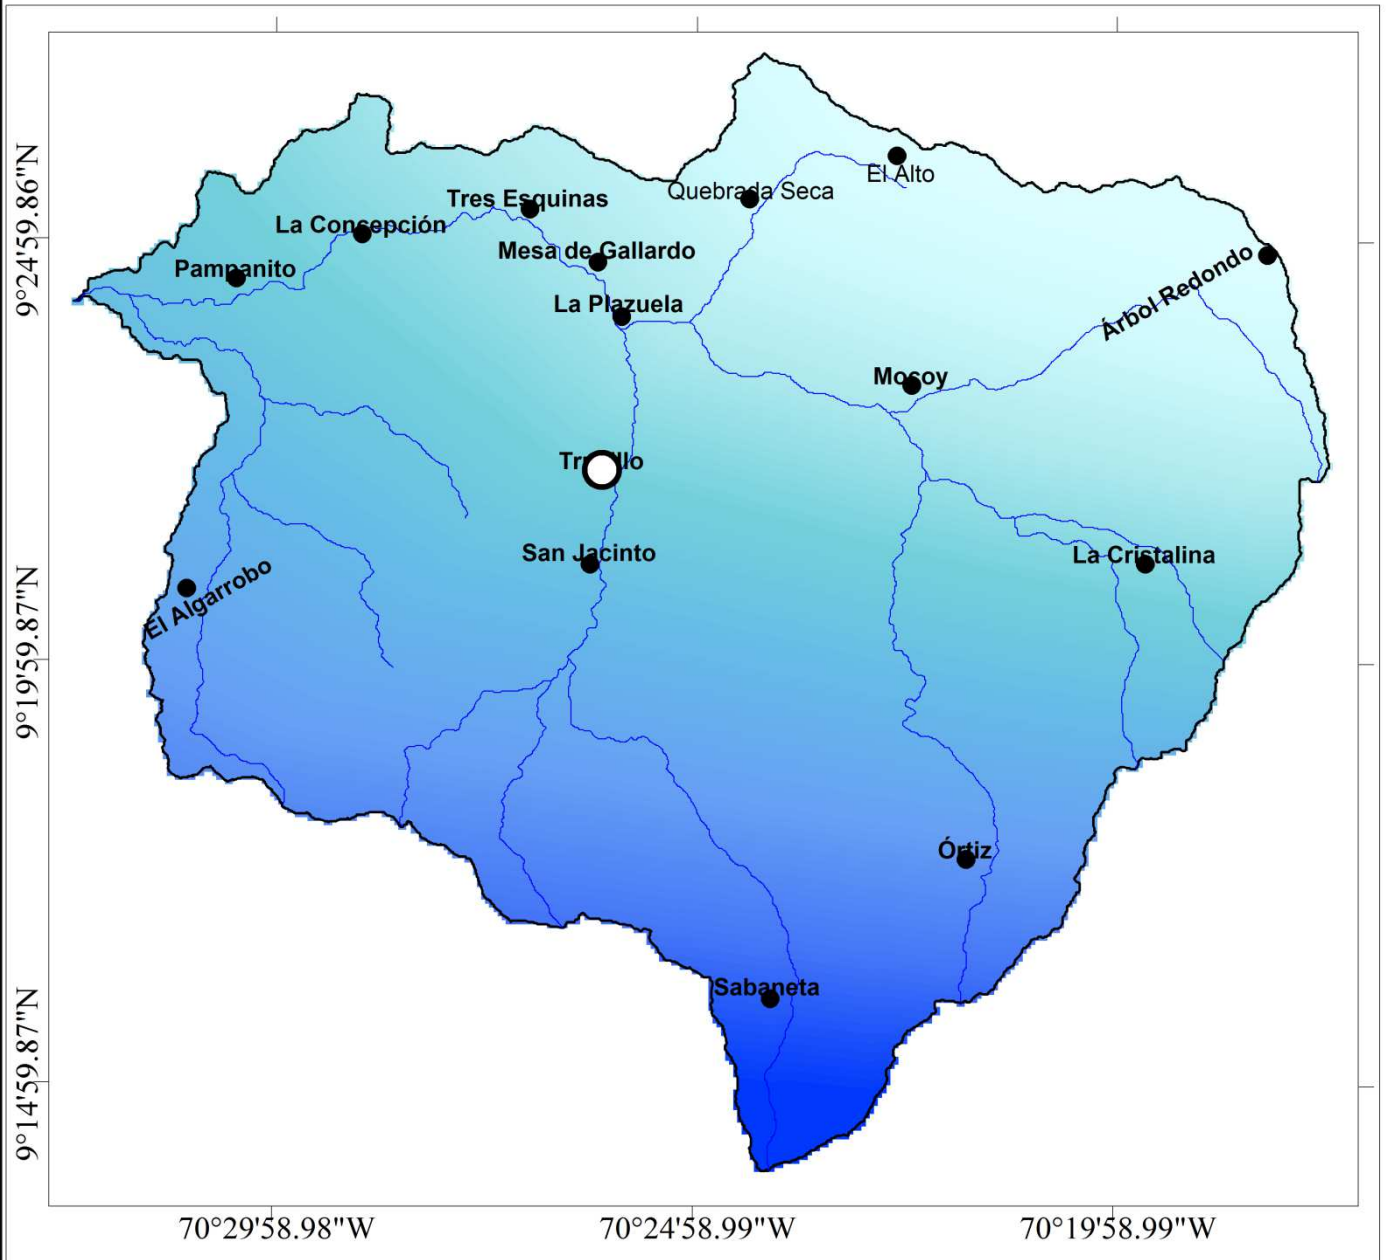 El Alto
Quebrada Seca
Tres Esquinas
La Concepción
Mesa de Gallardo
Pampanito
La Plazuela
Árbol Redondo
Mocoy
Trujillo
San Jacinto
La Cristalina
El Algarrobo
Órtiz
Sabaneta
9°24'59.86"N
9°19'59.87"N
9°14'59.87"N
70°29'58.98"W
70°24'58.99"W
70°19'58.99"W